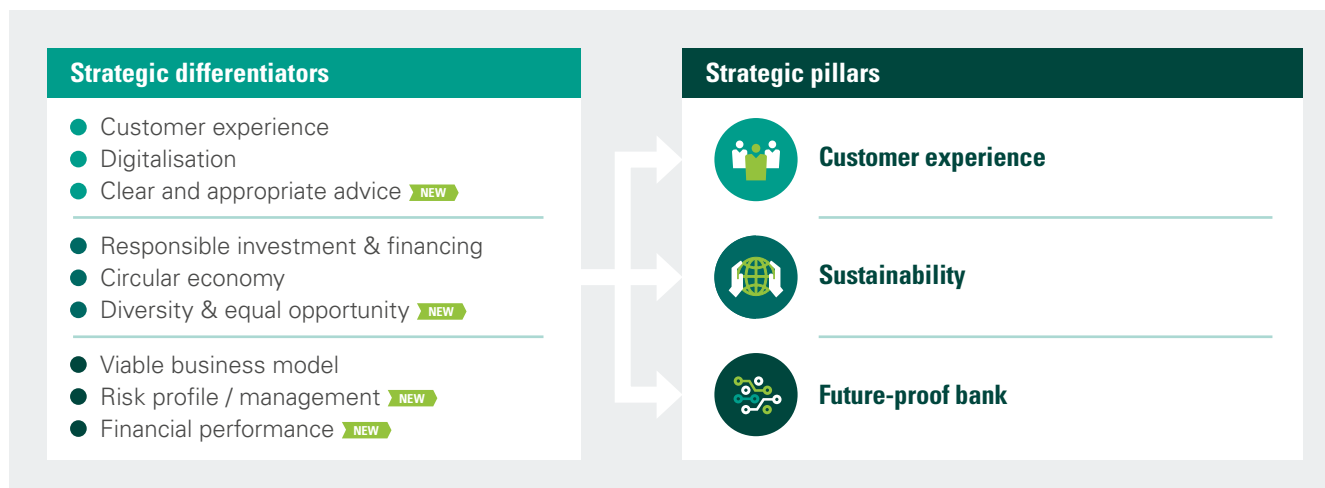 Strategic differentiators
Customer experience
Digitalisation
Clear and appropriate advice NEW
Responsible investment & financing
Circular economy
Diversity & equal opportunity NEW
Viable business model
Risk profile / management NEW
Financial performance NEW
Strategic pillars
Customer experience
Sustainability
Future-proof bank